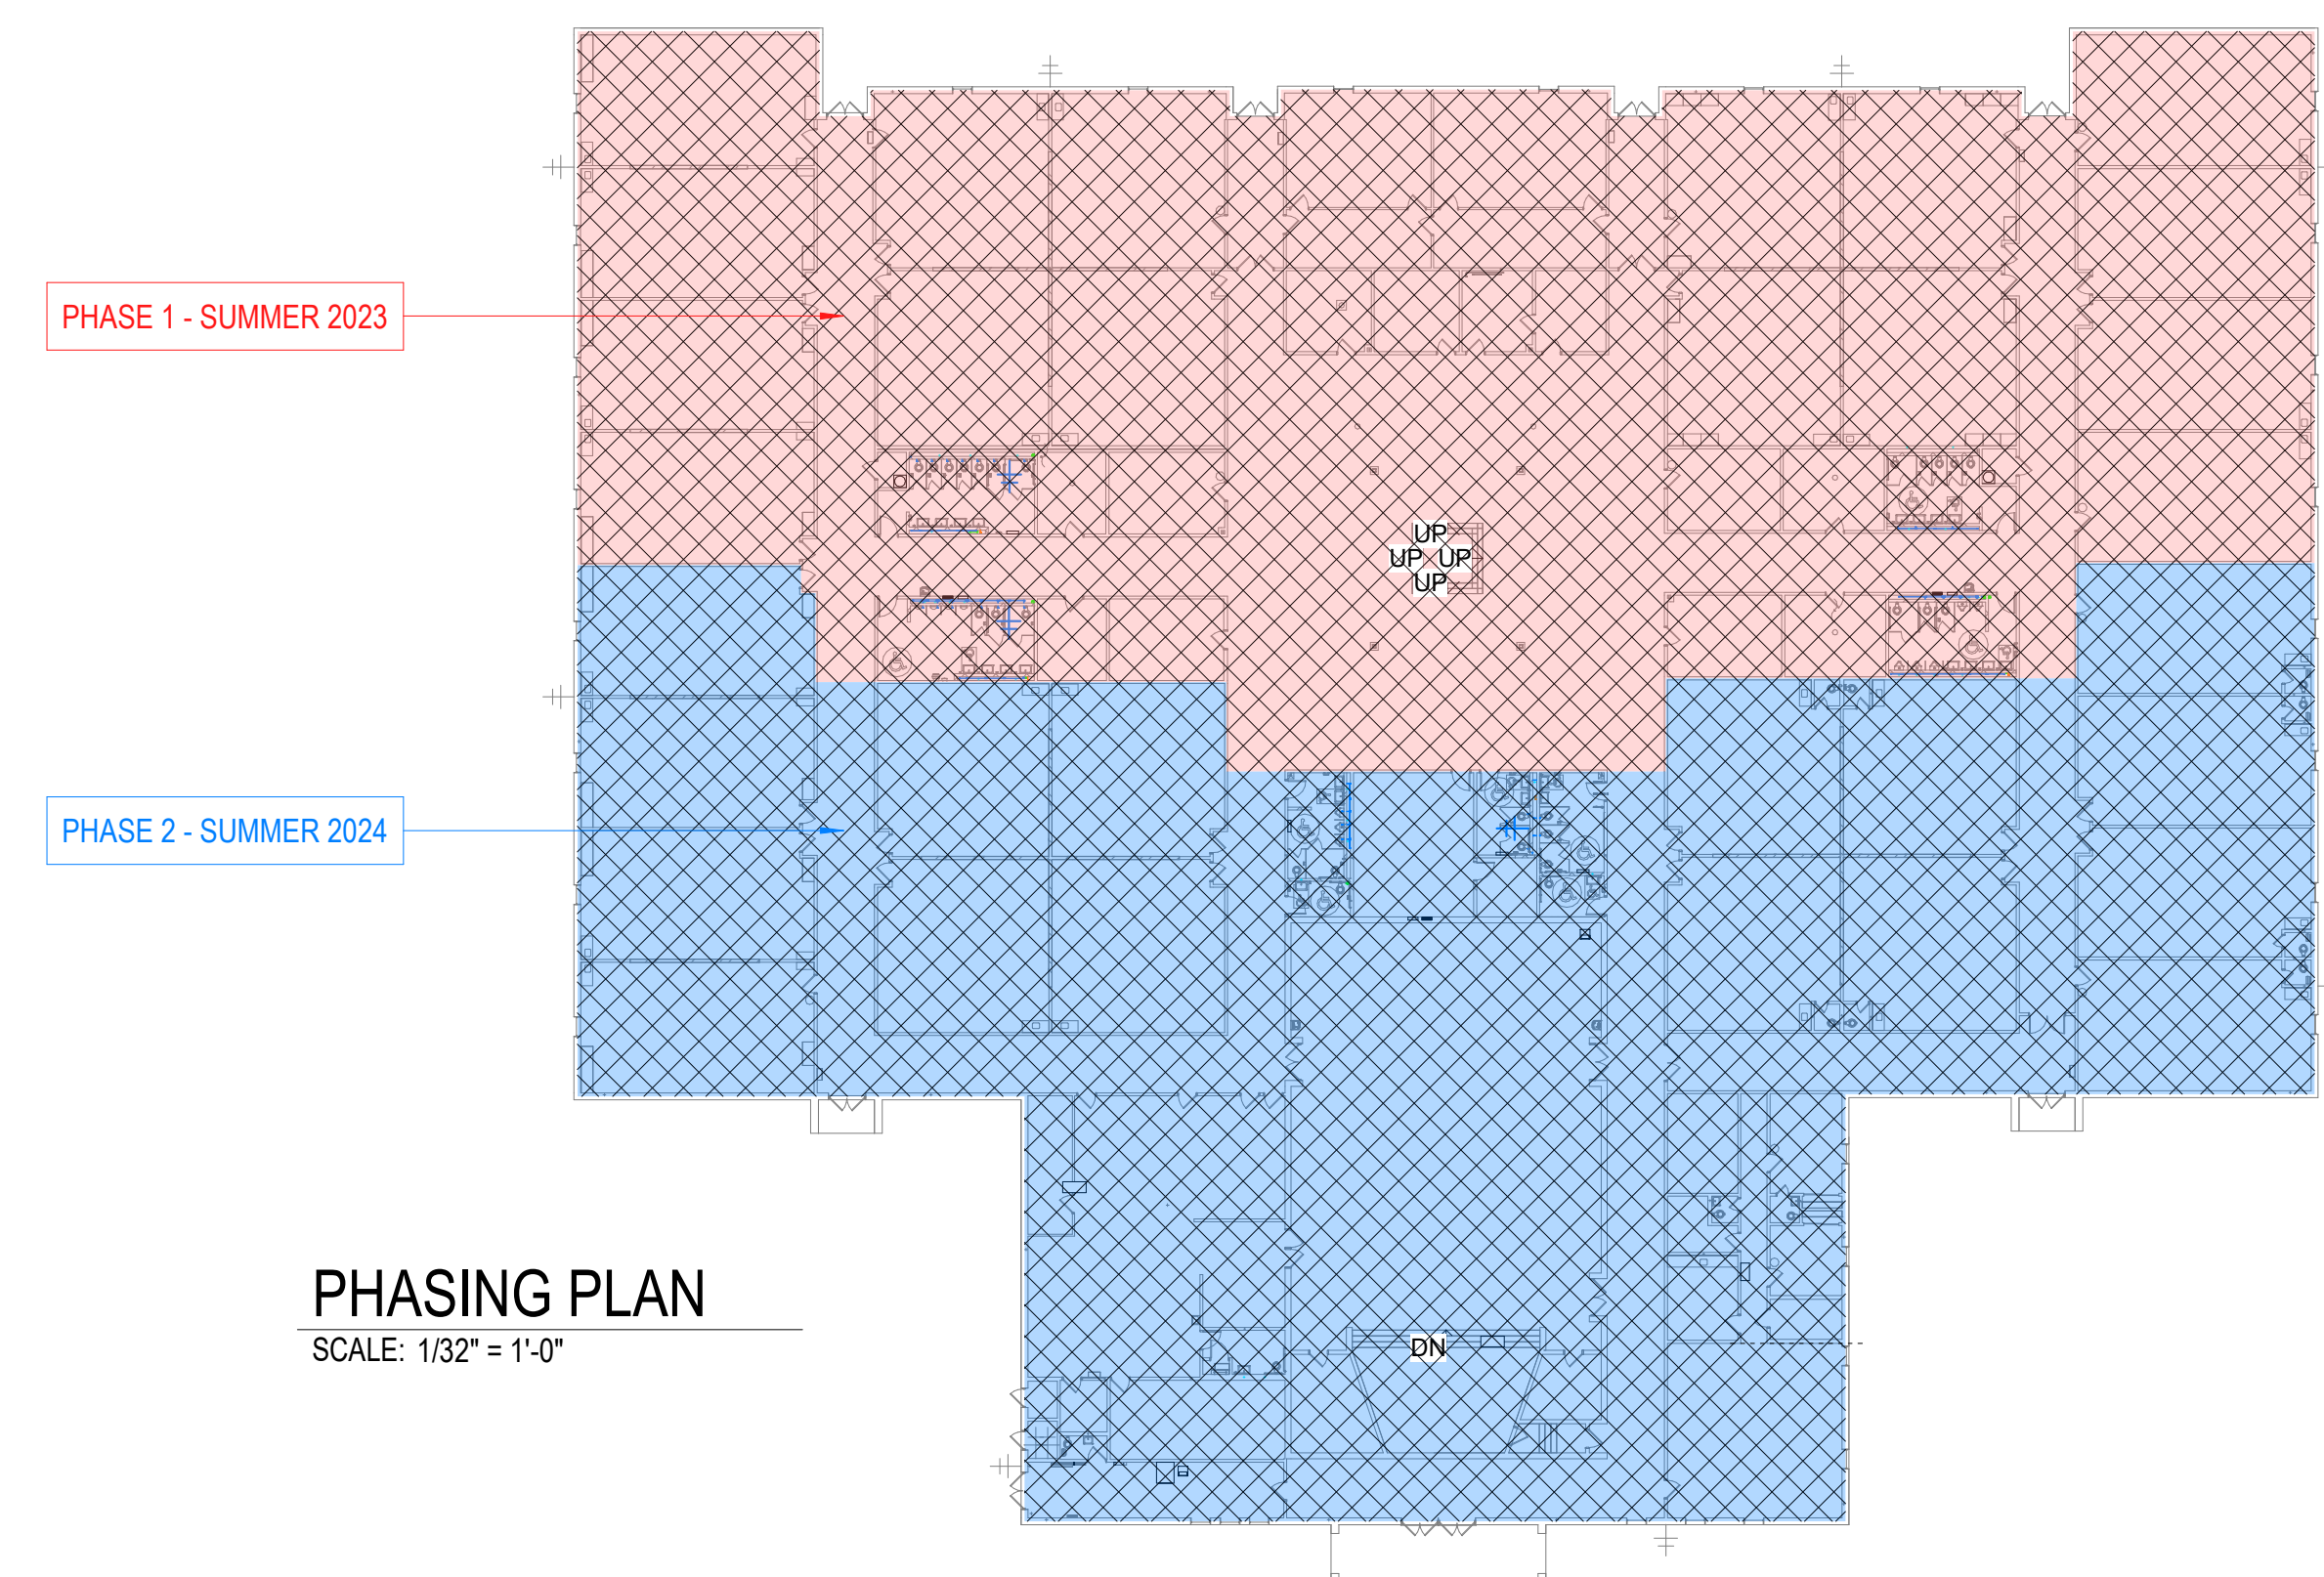 PHASE 1 - SUMMER 2023
UP
UP UP
UP
PHASE 2 - SUMMER 2024
PHASING PLAN
SCALE: 1/32" = 1'-0"
DN